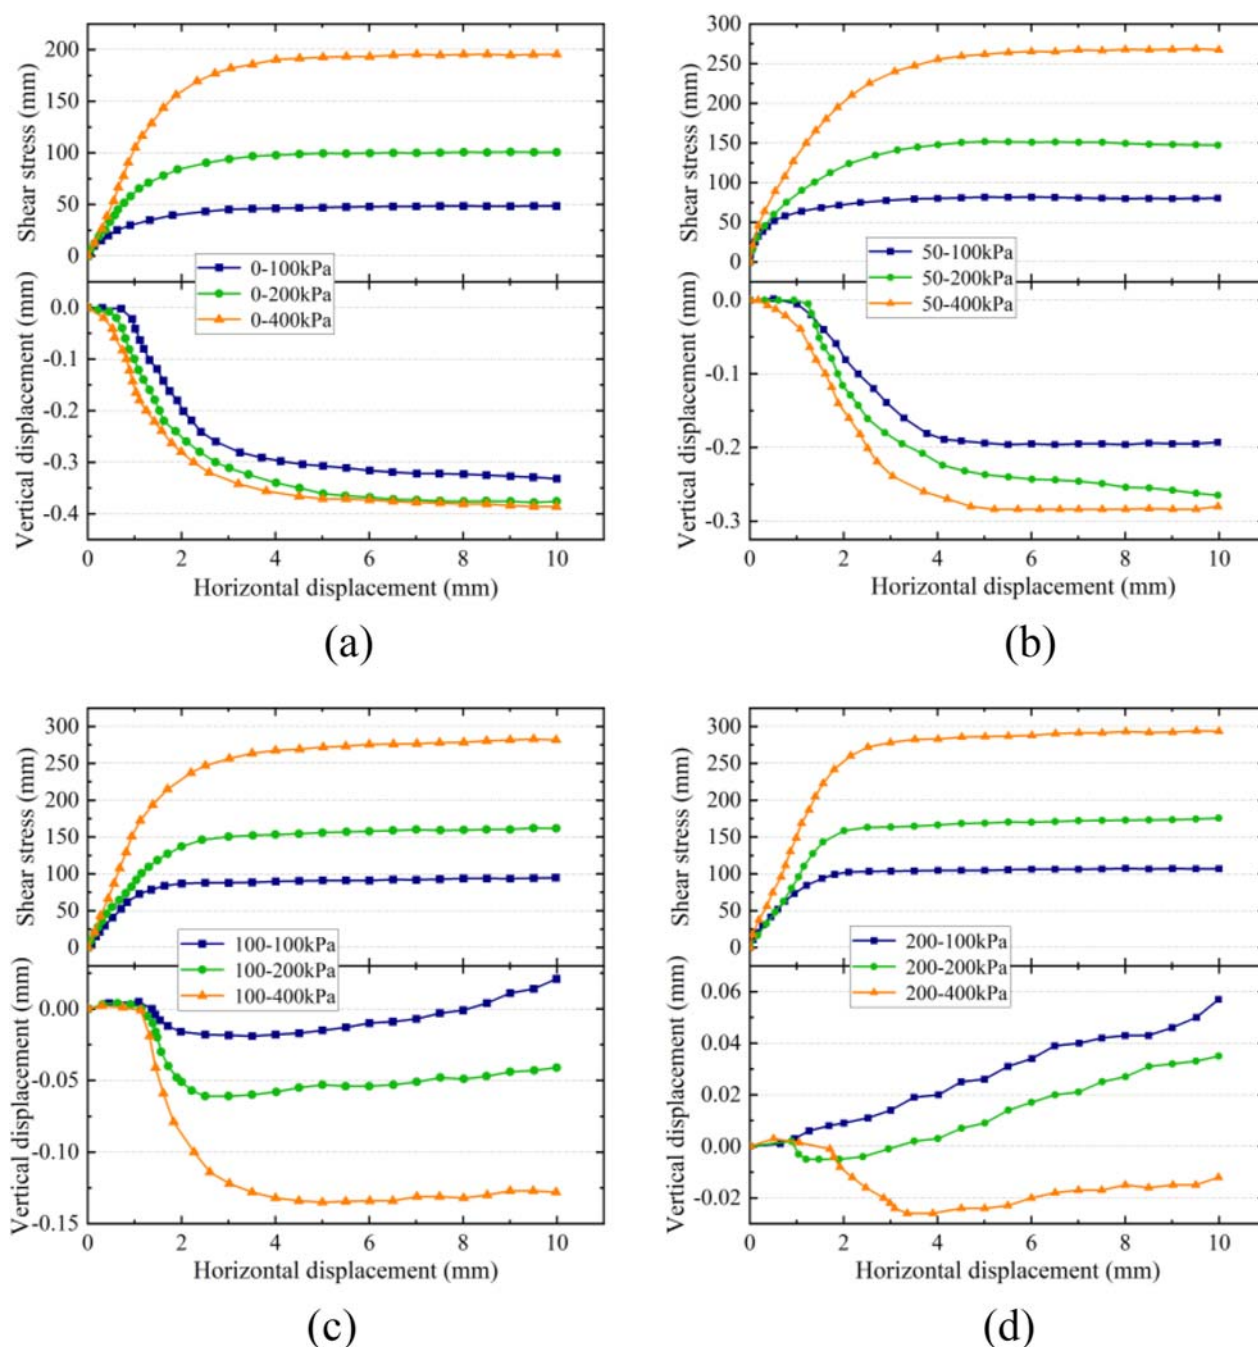 200
150
100
50
0
Shear stress (mm)
0-100kPa
0-200kPa
0-400kPa
0.0
-0.1
-0.2
-0.3
-0.4
Vertical displacement (mm)
0 2 4 6 8 10
Horizontal displacement (mm)
(a)
300
250
200
150
100
50
0
Shear stress (mm)
50-100kPa
50-200kPa
50-400kPa
0.0
-0.1
-0.2
-0.3
Vertical displacement (mm)
0 2 4 6 8 10
Horizontal displacement (mm)
(b)
300
250
200
150
100
50
0
Shear stress (mm)
100-100kPa
100-200kPa
100-400kPa
0.00
-0.05
-0.10
-0.15
Vertical displacement (mm)
0 2 4 6 8 10
Horizontal displacement (mm)
(c)
300
250
200
150
100
50
0
Shear stress (mm)
200-100kPa
200-200kPa
200-400kPa
0.06
0.04
0.02
0.00
-0.02
Vertical displacement (mm)
0 2 4 6 8 10
Horizontal displacement (mm)
(d)